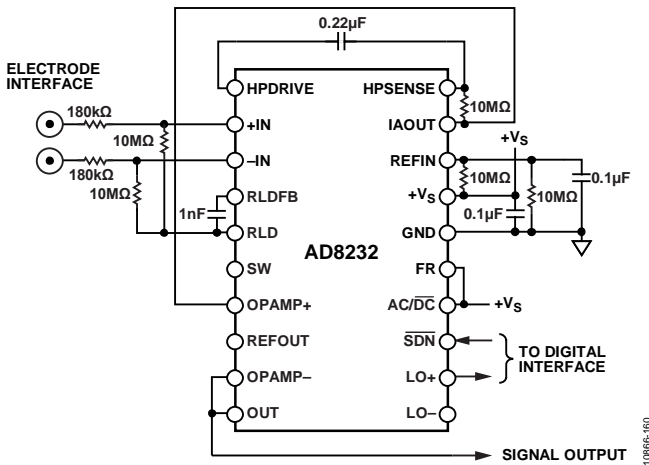 0.22µF
ELECTRODE
INTERFACE
HPDRIVE
HPSENSE
180kΩ
10MΩ
+IN
IAOUT
+VS
10MΩ
–IN
REFIN
180kΩ
10MΩ
10MΩ
0.1µF
RLDFB
+VS
10MΩ
1nF
0.1µF
RLD
GND
AD8232
SW
FR
OPAMP+
AC/DC
+VS
REFOUT
SDN
TO DIGITAL
INTERFACE
OPAMP–
LO+
OUT
LO–
SIGNAL OUTPUT
10866-160